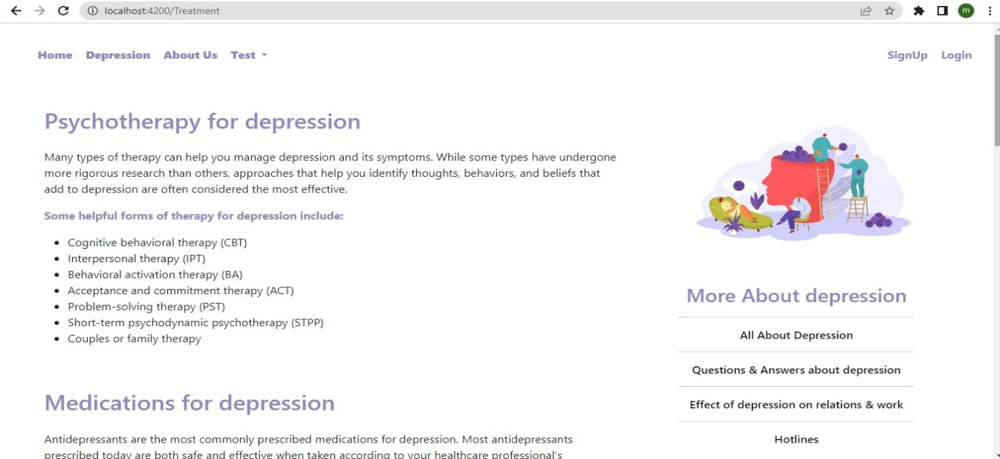 localhost:4200/Treatment
m
Home Depression About Us Test
SignUp Login
Psychotherapy for depression
Many types of therapy can help you manage depression and its symptoms. While some types have undergone
more rigorous research than others, approaches that help you identify thoughts, behaviors, and beliefs that
add to depression are often considered the most effective.
Some helpful forms of therapy for depression include:
Cognitive behavioral therapy (CBT)
Interpersonal therapy (IPT)
Behavioral activation therapy (BA)
Acceptance and commitment therapy (ACT)
Problem-solving therapy (PST)
Short-term psychodynamic psychotherapy (STPP)
Couples or family therapy
Medications for depression
Antidepressants are the most commonly prescribed medications for depression. Most antidepressants
prescribed today are both safe and effective when taken according to your healthcare professional's
More About depression
All About Depression
Questions & Answers about depression
Effect of depression on relations & work
Hotlines